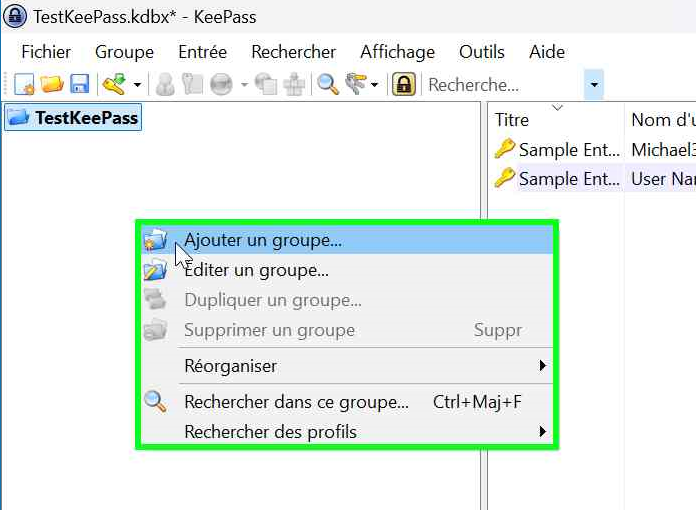 TestKeePass.kdbx* - KeePass
Fichier Groupe Entrée Rechercher Affichage Outils Aide
Recherche...
TestKeePass
Titre Nom d'u
Sample Ent... Michael3
Sample Ent... User Nar
Ajouter un groupe...
Éditer un groupe...
Dupliquer un groupe...
Supprimer un groupe Suppr
Réorganiser
Rechercher dans ce groupe... Ctrl+Maj+F
Rechercher des profils